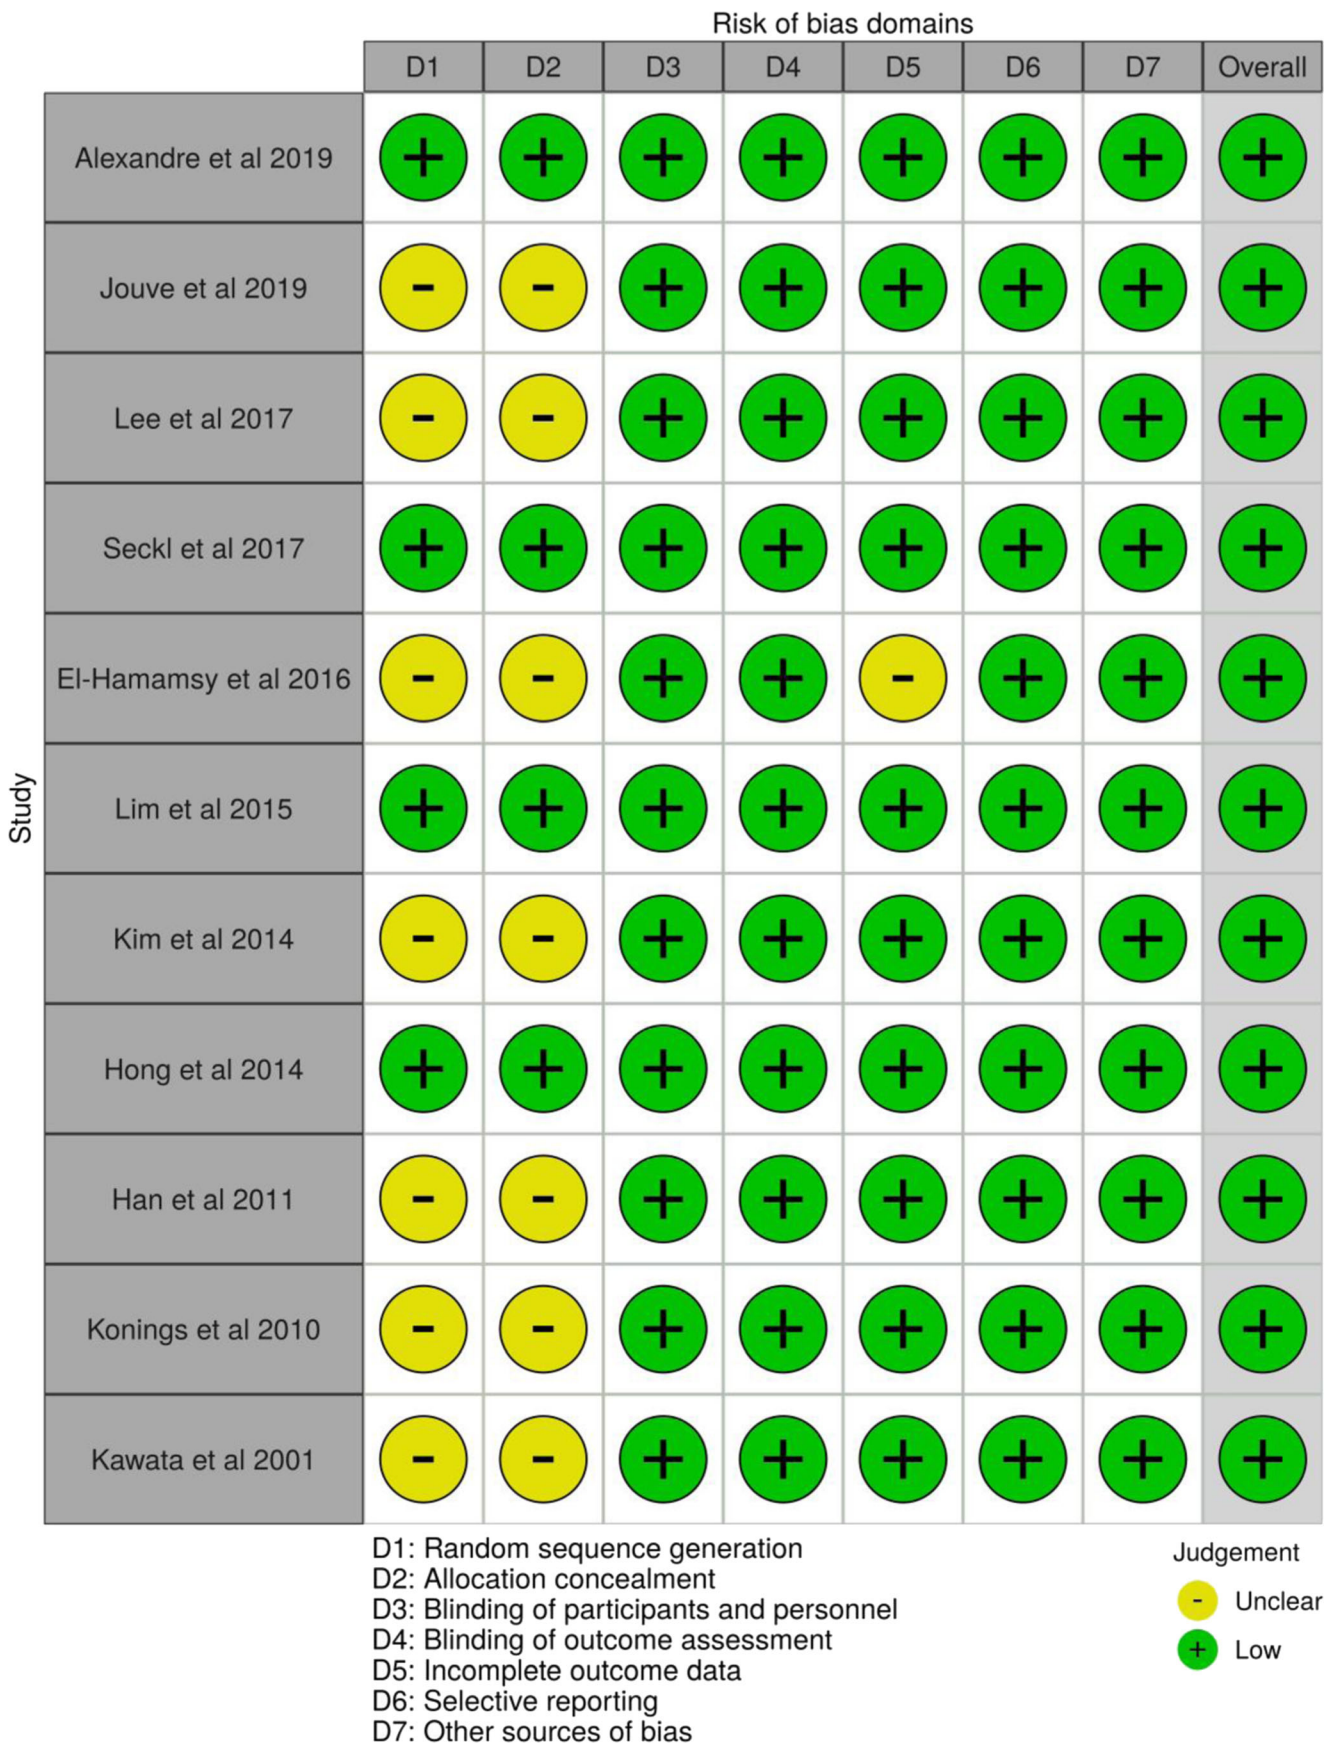 Risk of bias domains
D1 D2 D3 D4 D5 D6 D7 Overall
Alexandre et al 2019 + + + + + + + +
Jouve et al 2019 - - + + + + + +
Lee et al 2017 - - + + + + + +
Seckl et al 2017 + + + + + + + +
El-Hamamsy et al 2016 - - + + - + + +
Study
Lim et al 2015 + + + + + + + +
Kim et al 2014 - - + + + + + +
Hong et al 2014 + + + + + + + +
Han et al 2011 - - + + + + + +
Konings et al 2010 - - + + + + + +
Kawata et al 2001 - - + + + + + +
D1: Random sequence generation
D2: Allocation concealment
D3: Blinding of participants and personnel
D4: Blinding of outcome assessment
D5: Incomplete outcome data
D6: Selective reporting
D7: Other sources of bias
Judgement
- Unclear
+ Low